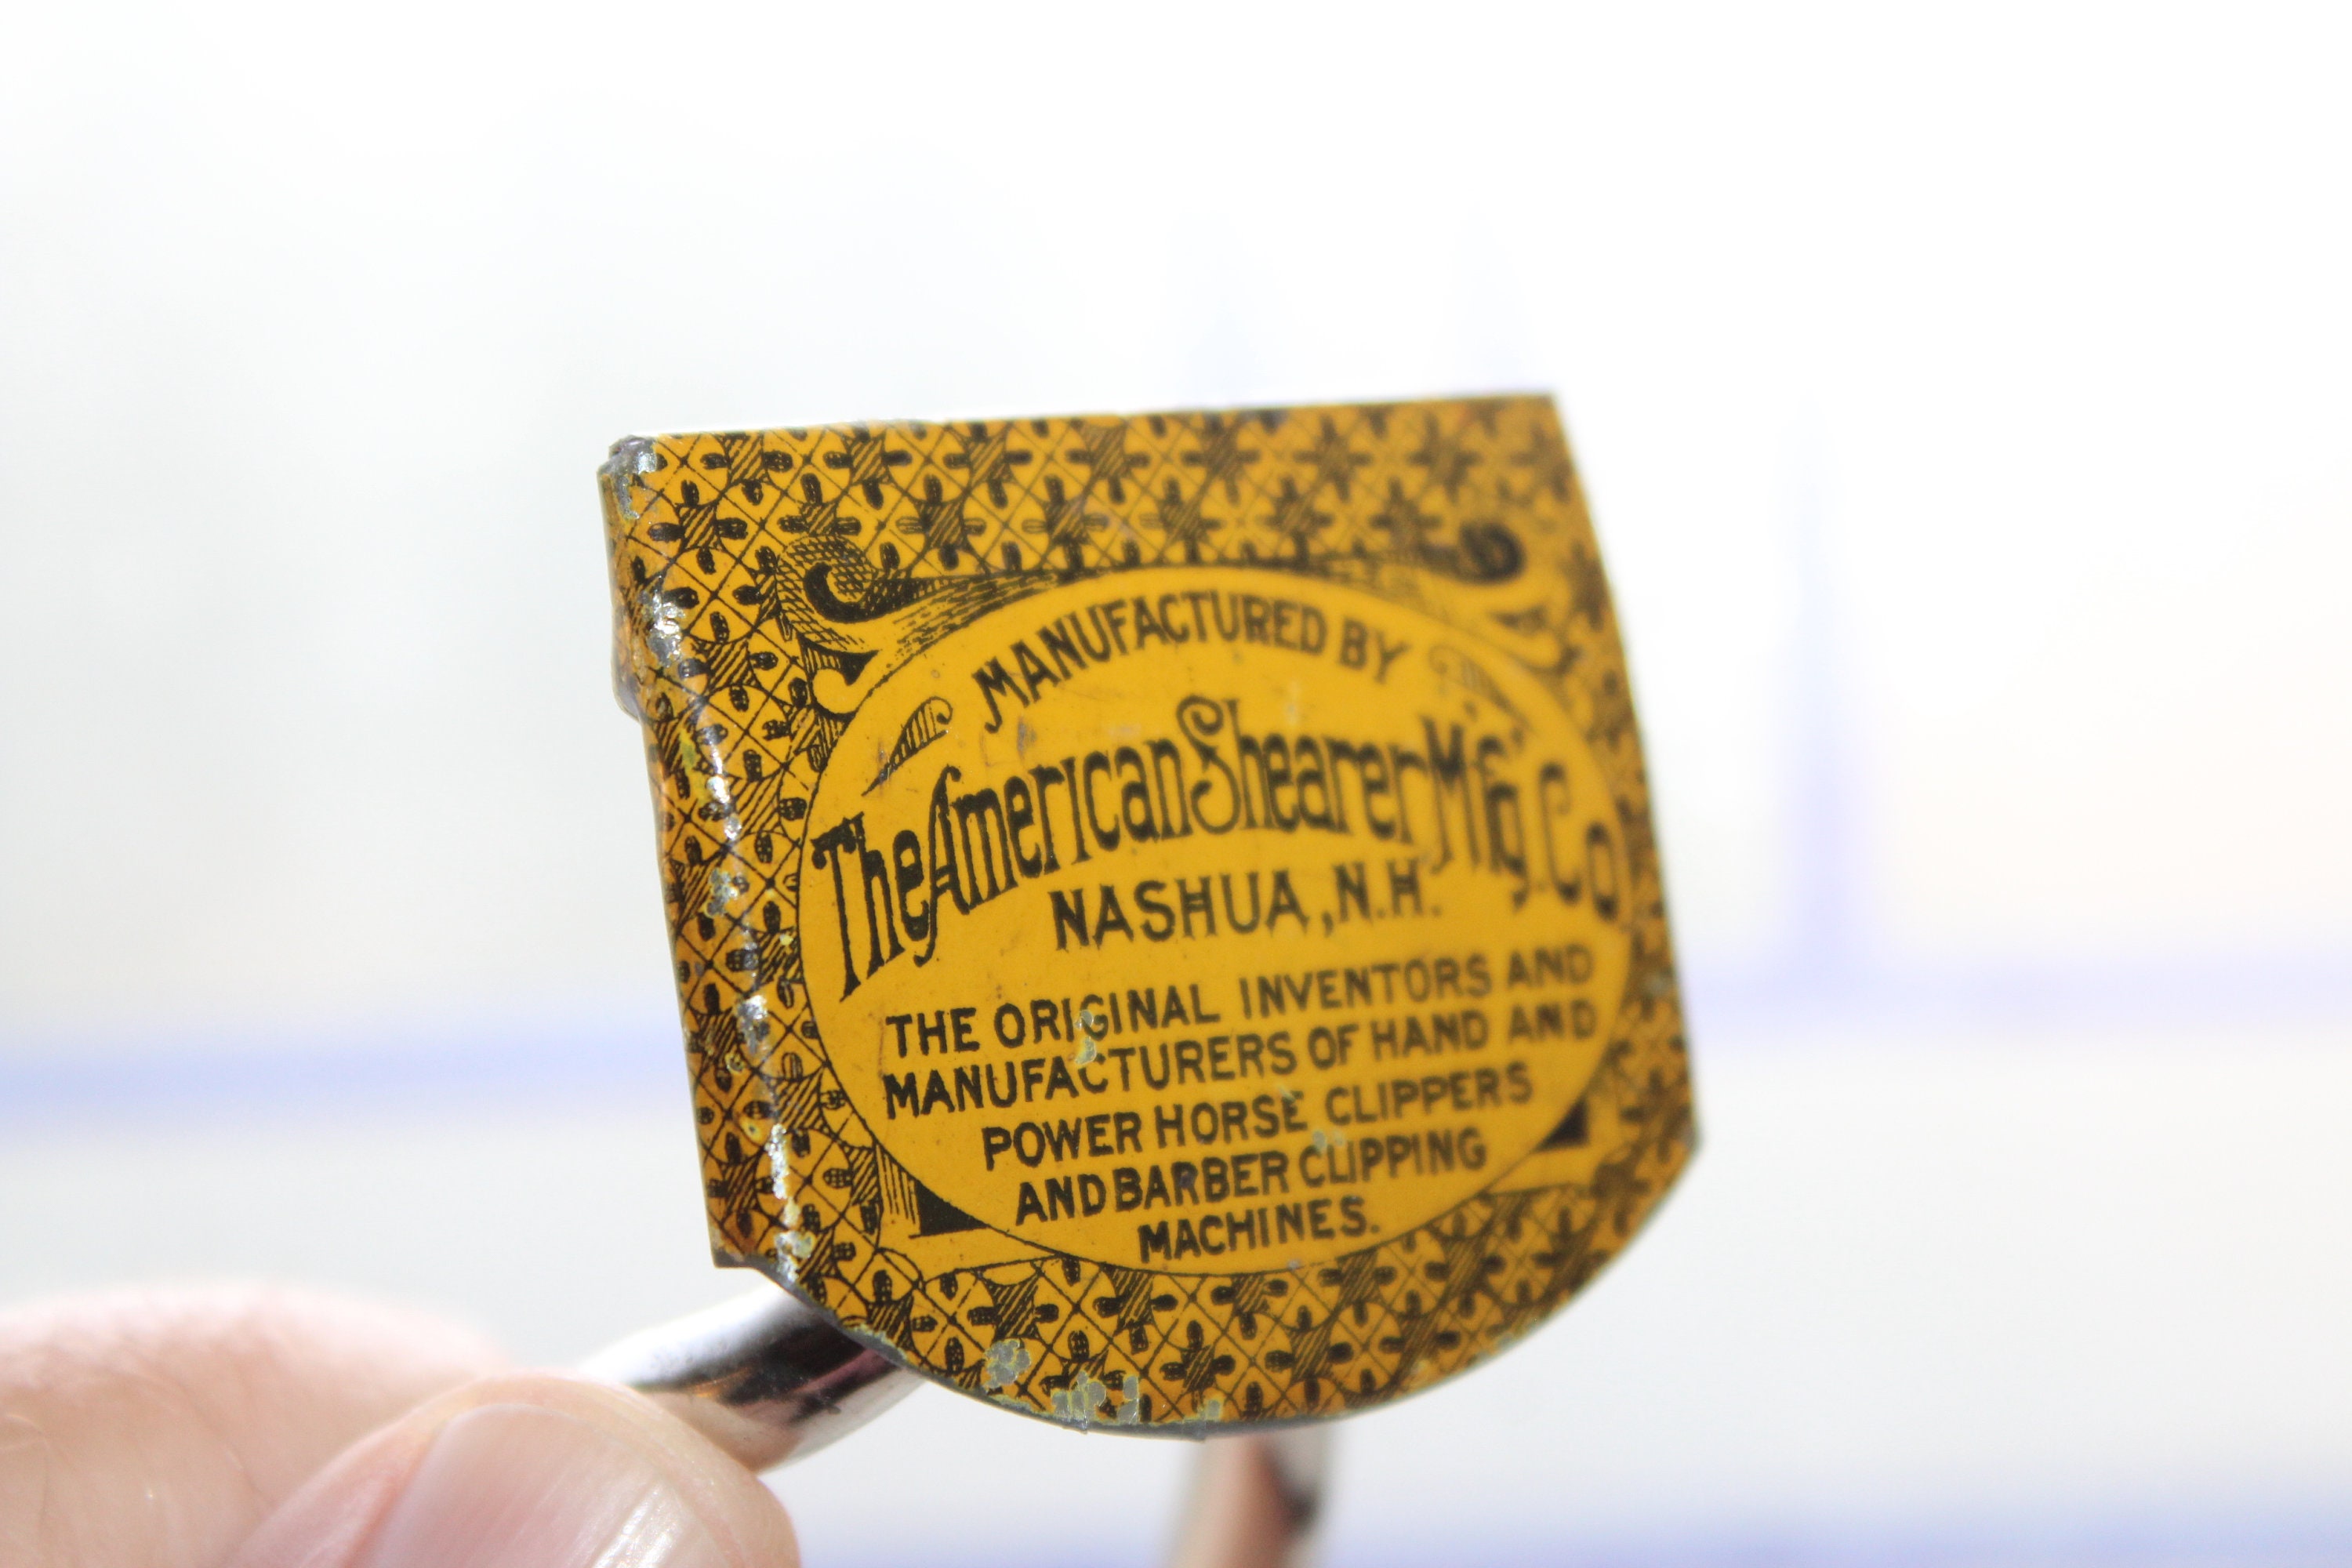 MANUFACTURED BY
The American Shearer Mfg. Co
NASHUA, N.H.
THE ORIGINAL INVENTORS AND
MANUFACTURERS OF HAND AND
POWER HORSE CLIPPERS
AND BARBER CLIPPING
MACHINES.